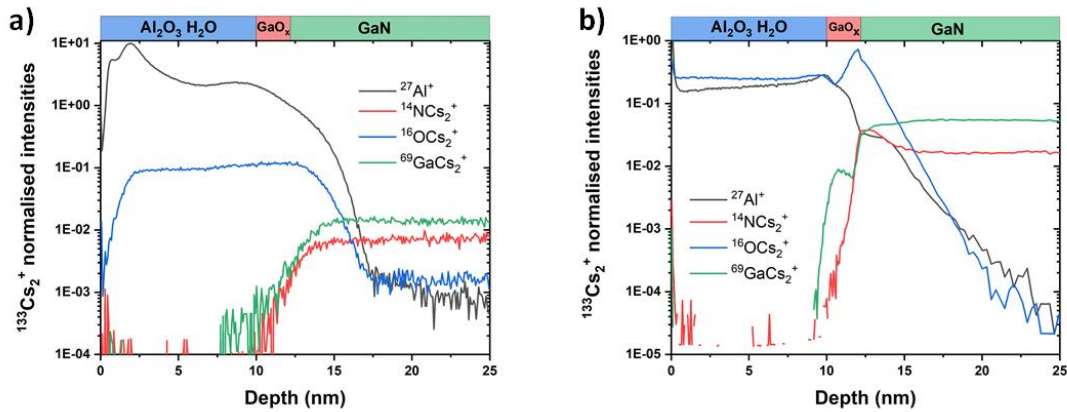 a)
Al₂O₃ H₂O GaOₓ GaN
1E+01
1E+00
1E-01
1E-02
1E-03
1E-04
¹³³Cs₂⁺ normalised intensities
²⁷Al⁺
¹⁴NCs₂⁺
¹⁶OCs₂⁺
⁶⁹GaCs₂⁺
0 5 10 15 20 25
Depth (nm)
b)
Al₂O₃ H₂O GaOₓ GaN
1E+00
1E-01
1E-02
1E-03
1E-04
1E-05
¹³³Cs₂⁺ normalised intensities
²⁷Al⁺
¹⁴NCs₂⁺
¹⁶OCs₂⁺
⁶⁹GaCs₂⁺
0 5 10 15 20 25
Depth (nm)